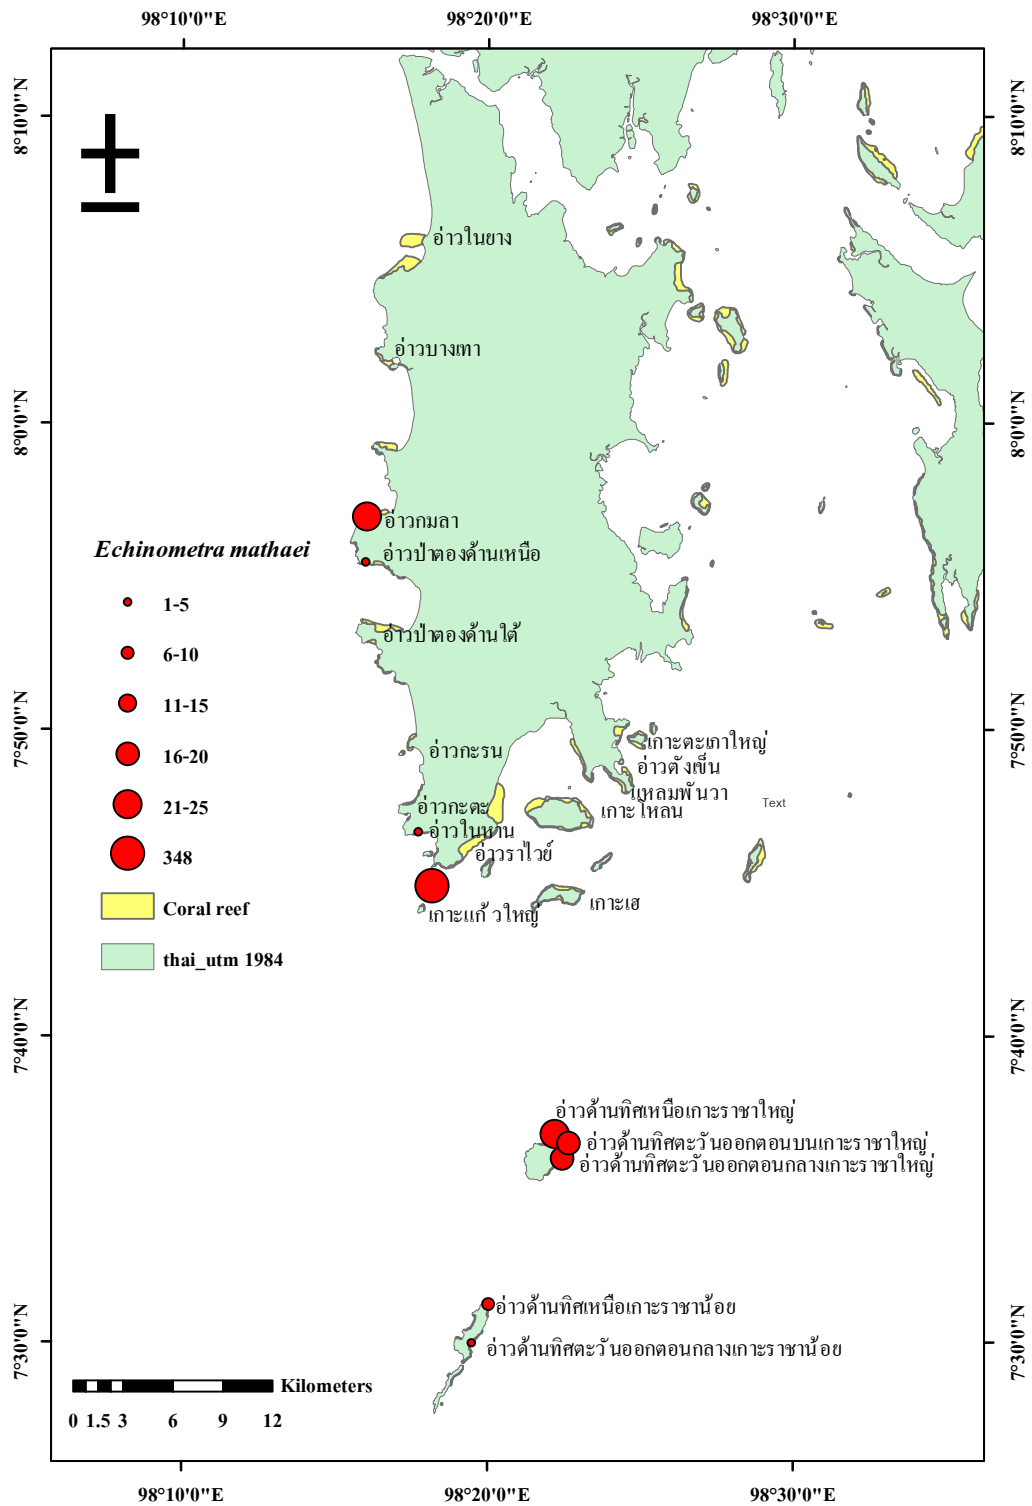 98°10'0"E 98°20'0"E 98°30'0"E
8°10'0"N 8°10'0"N
อ่าวในยาง
อ่าวบางเทา
8°0'0"N 8°0'0"N
อ่าวกมลา
Echinometra mathaei
อ่าวป่าตองด้านเหนือ
1-5
อ่าวป่าตองด้านใต้
6-10
11-15
16-20
21-25
348
Coral reef
thai_utm 1984
7°50'0"N 7°50'0"N
เกาะตะเภาใหญ่
อ่าวกะรน
อ่าวตังเข็น
แหลมพันวา
อ่าวกะตะ
เกาะโหลน
Text
อ่าวในหาน
อ่าวราไวย์
เกาะเฮ
เกาะแก้วใหญ่
7°40'0"N 7°40'0"N
อ่าวด้านทิศเหนือเกาะราชาใหญ่
อ่าวด้านทิศตะวันออกตอนบนเกาะราชาใหญ่
อ่าวด้านทิศตะวันออกตอนกลางเกาะราชาใหญ่
อ่าวด้านทิศเหนือเกาะราชาน้อย
7°30'0"N 7°30'0"N
อ่าวด้านทิศตะวันออกตอนกลางเกาะราชาน้อย
Kilometers
0 1.5 3 6 9 12
98°10'0"E 98°20'0"E 98°30'0"E